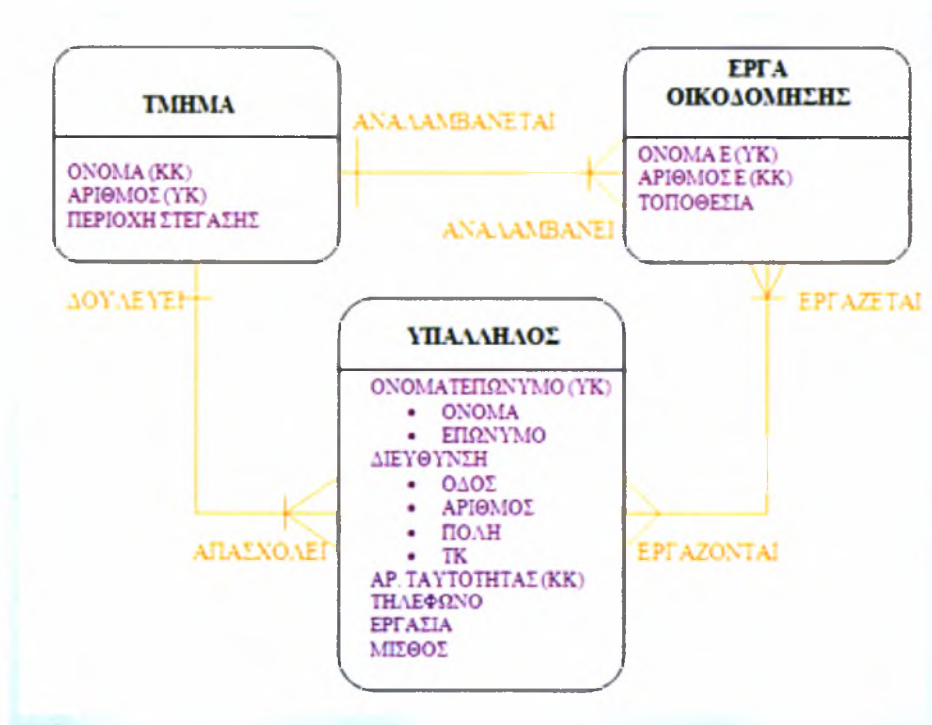 ΤΜΗΜΑ
ΟΝΟΜΑ (ΚΚ)
ΑΡΙΘΜΟΣ (ΥΚ)
ΠΕΡΙΟΧΗ ΣΤΕΓΑΣΗΣ
ΑΝΑΛΑΜΒΑΝΕΤΑΙ
ΑΝΑΛΑΜΒΑΝΕΙ
ΕΡΓΑ
ΟΙΚΟΔΟΜΗΣΗΣ
ΟΝΟΜΑ Ε (ΥΚ)
ΑΡΙΘΜΟΣ Ε (ΚΚ)
ΤΟΠΟΘΕΣΙΑ
ΔΟΥΛΕΥΕΙ
ΕΡΓΑΖΕΤΑΙ
ΥΠΑΛΛΗΛΟΣ
ΟΝΟΜΑΤΕΠΩΝΥΜΟ (ΥΚ)
• ΟΝΟΜΑ
• ΕΠΩΝΥΜΟ
ΔΙΕΥΘΥΝΣΗ
• ΟΔΟΣ
• ΑΡΙΘΜΟΣ
• ΠΟΛΗ
• ΤΚ
ΑΡ. ΤΑΥΤΟΤΗΤΑΣ (ΚΚ)
ΤΗΛΕΦΩΝΟ
ΕΡΓΑΣΙΑ
ΜΙΣΘΟΣ
ΑΠΑΣΧΟΛΕΙ
ΕΡΓΑΖΟΝΤΑΙ